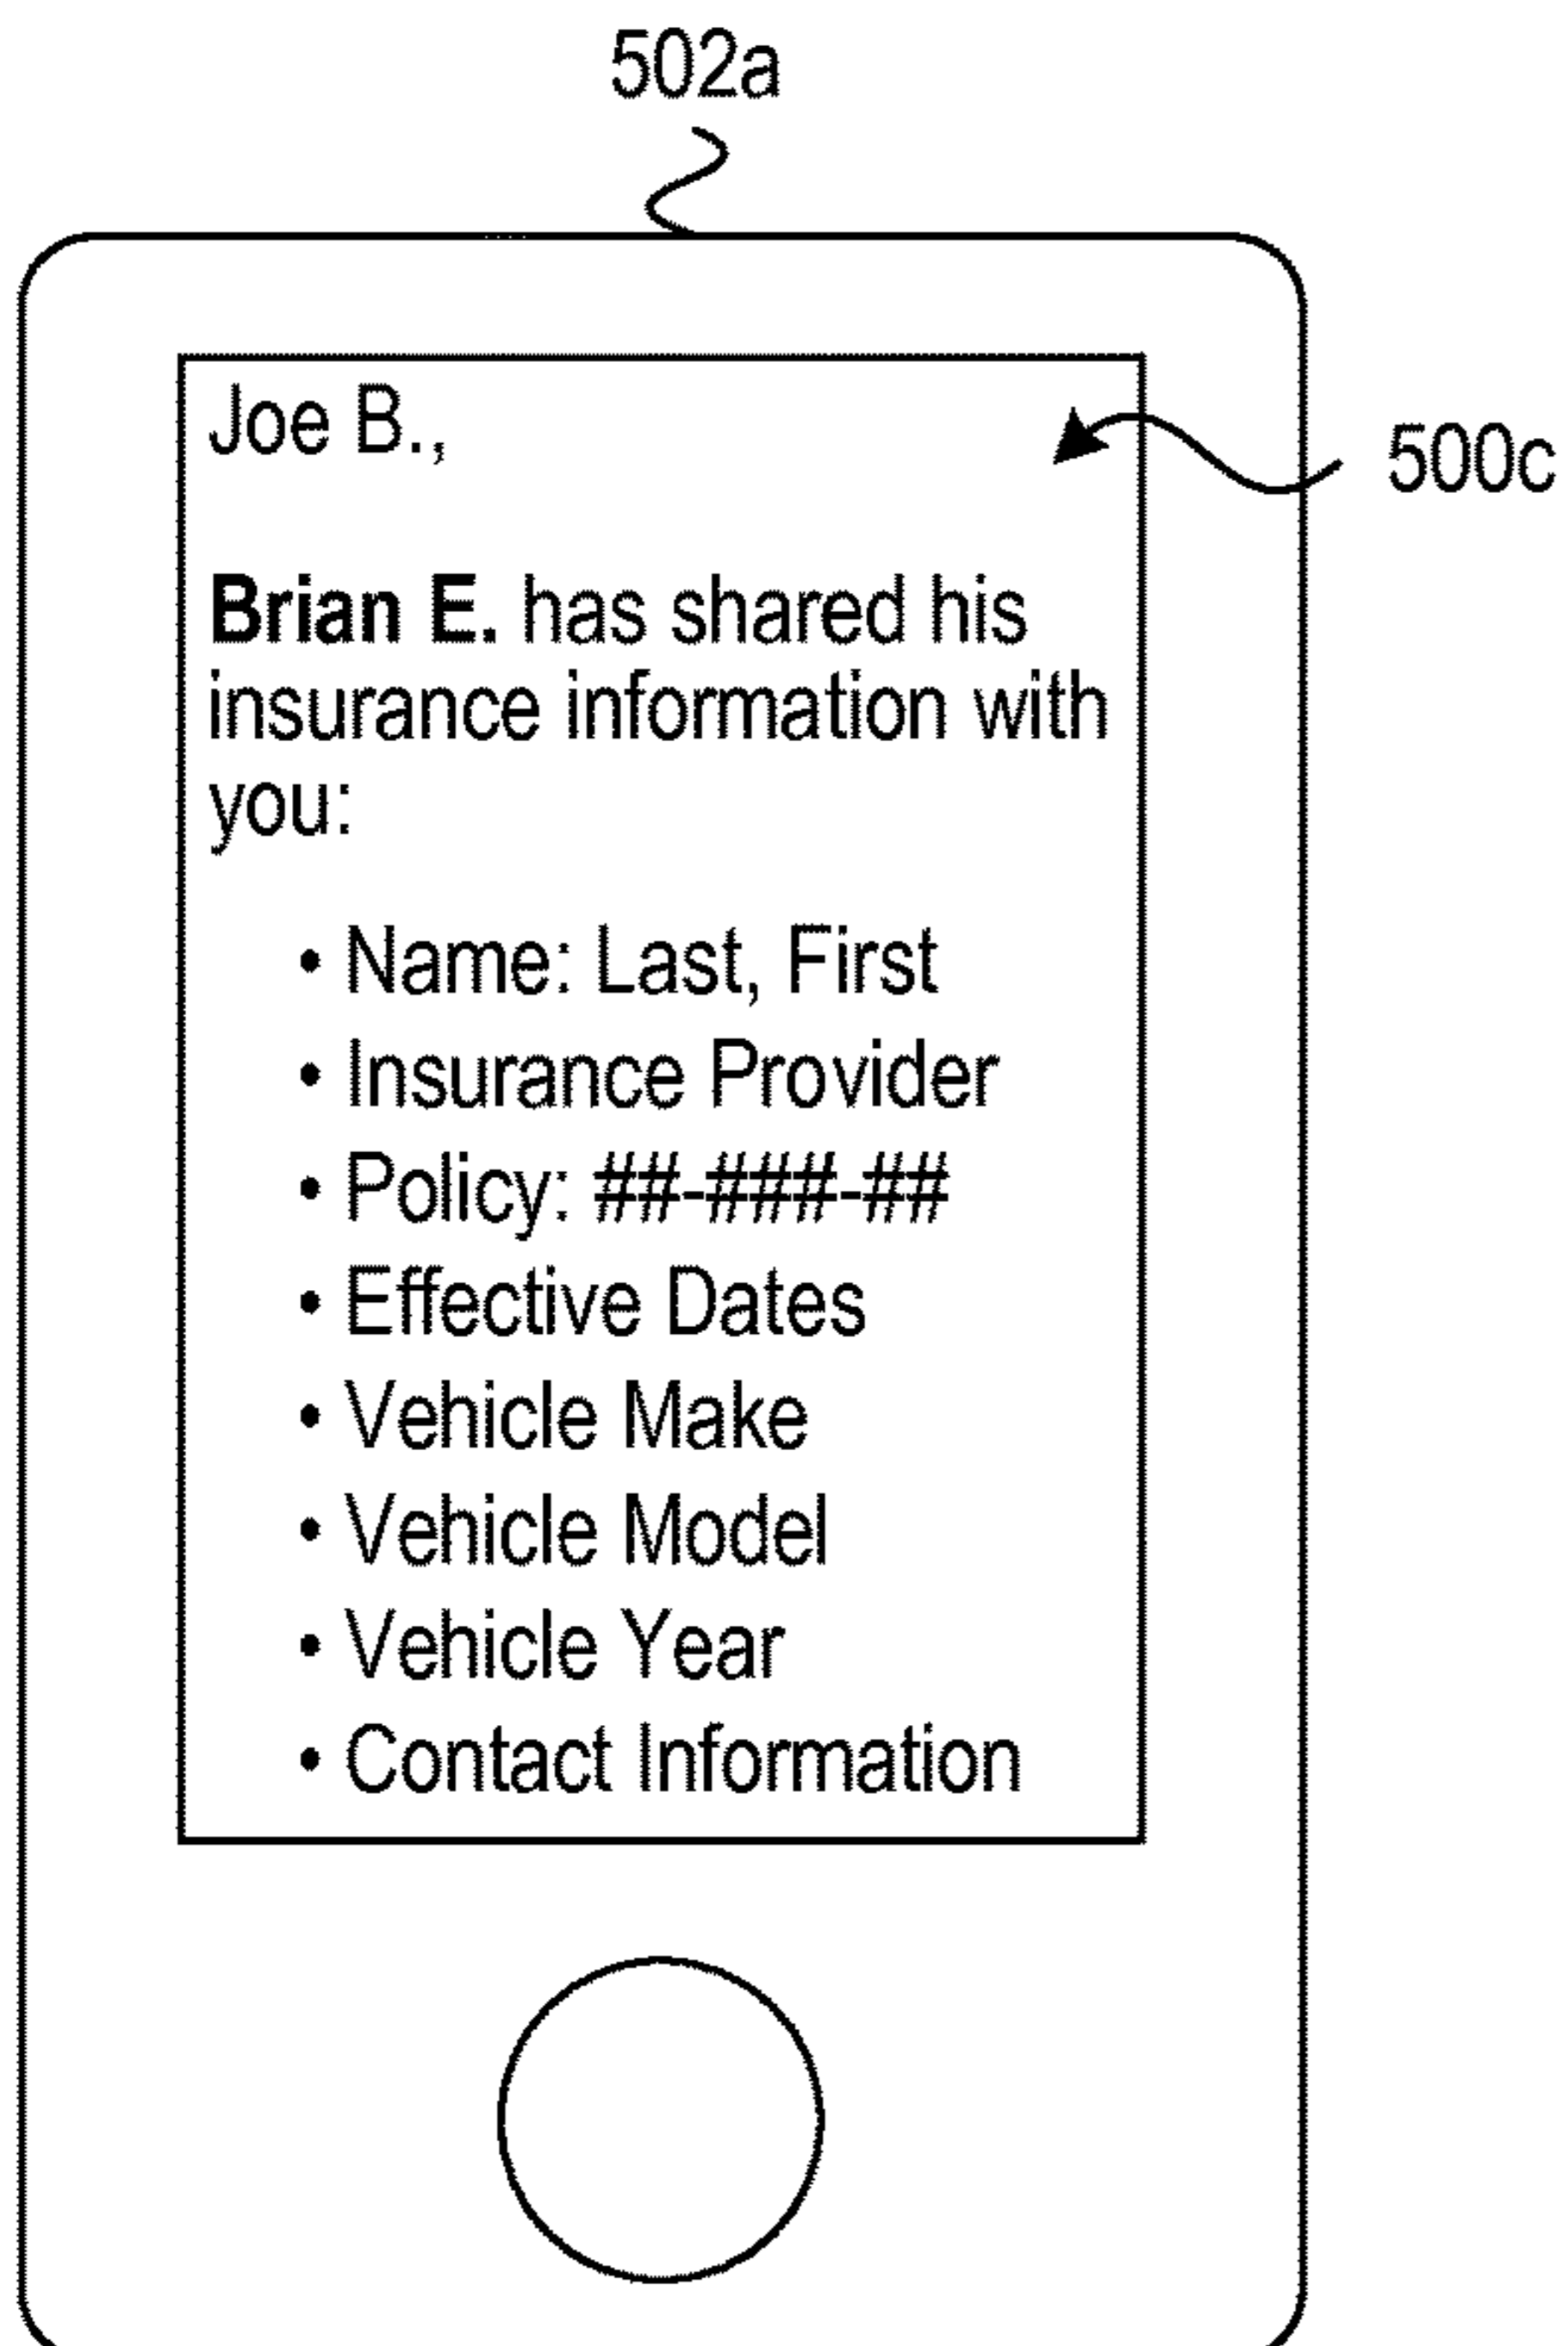 502a
Joe B.,
500c
Brian E. has shared his
insurance information with
you:
• Name: Last, First
• Insurance Provider
• Policy: ##-###-##
• Effective Dates
• Vehicle Make
• Vehicle Model
• Vehicle Year
• Contact Information